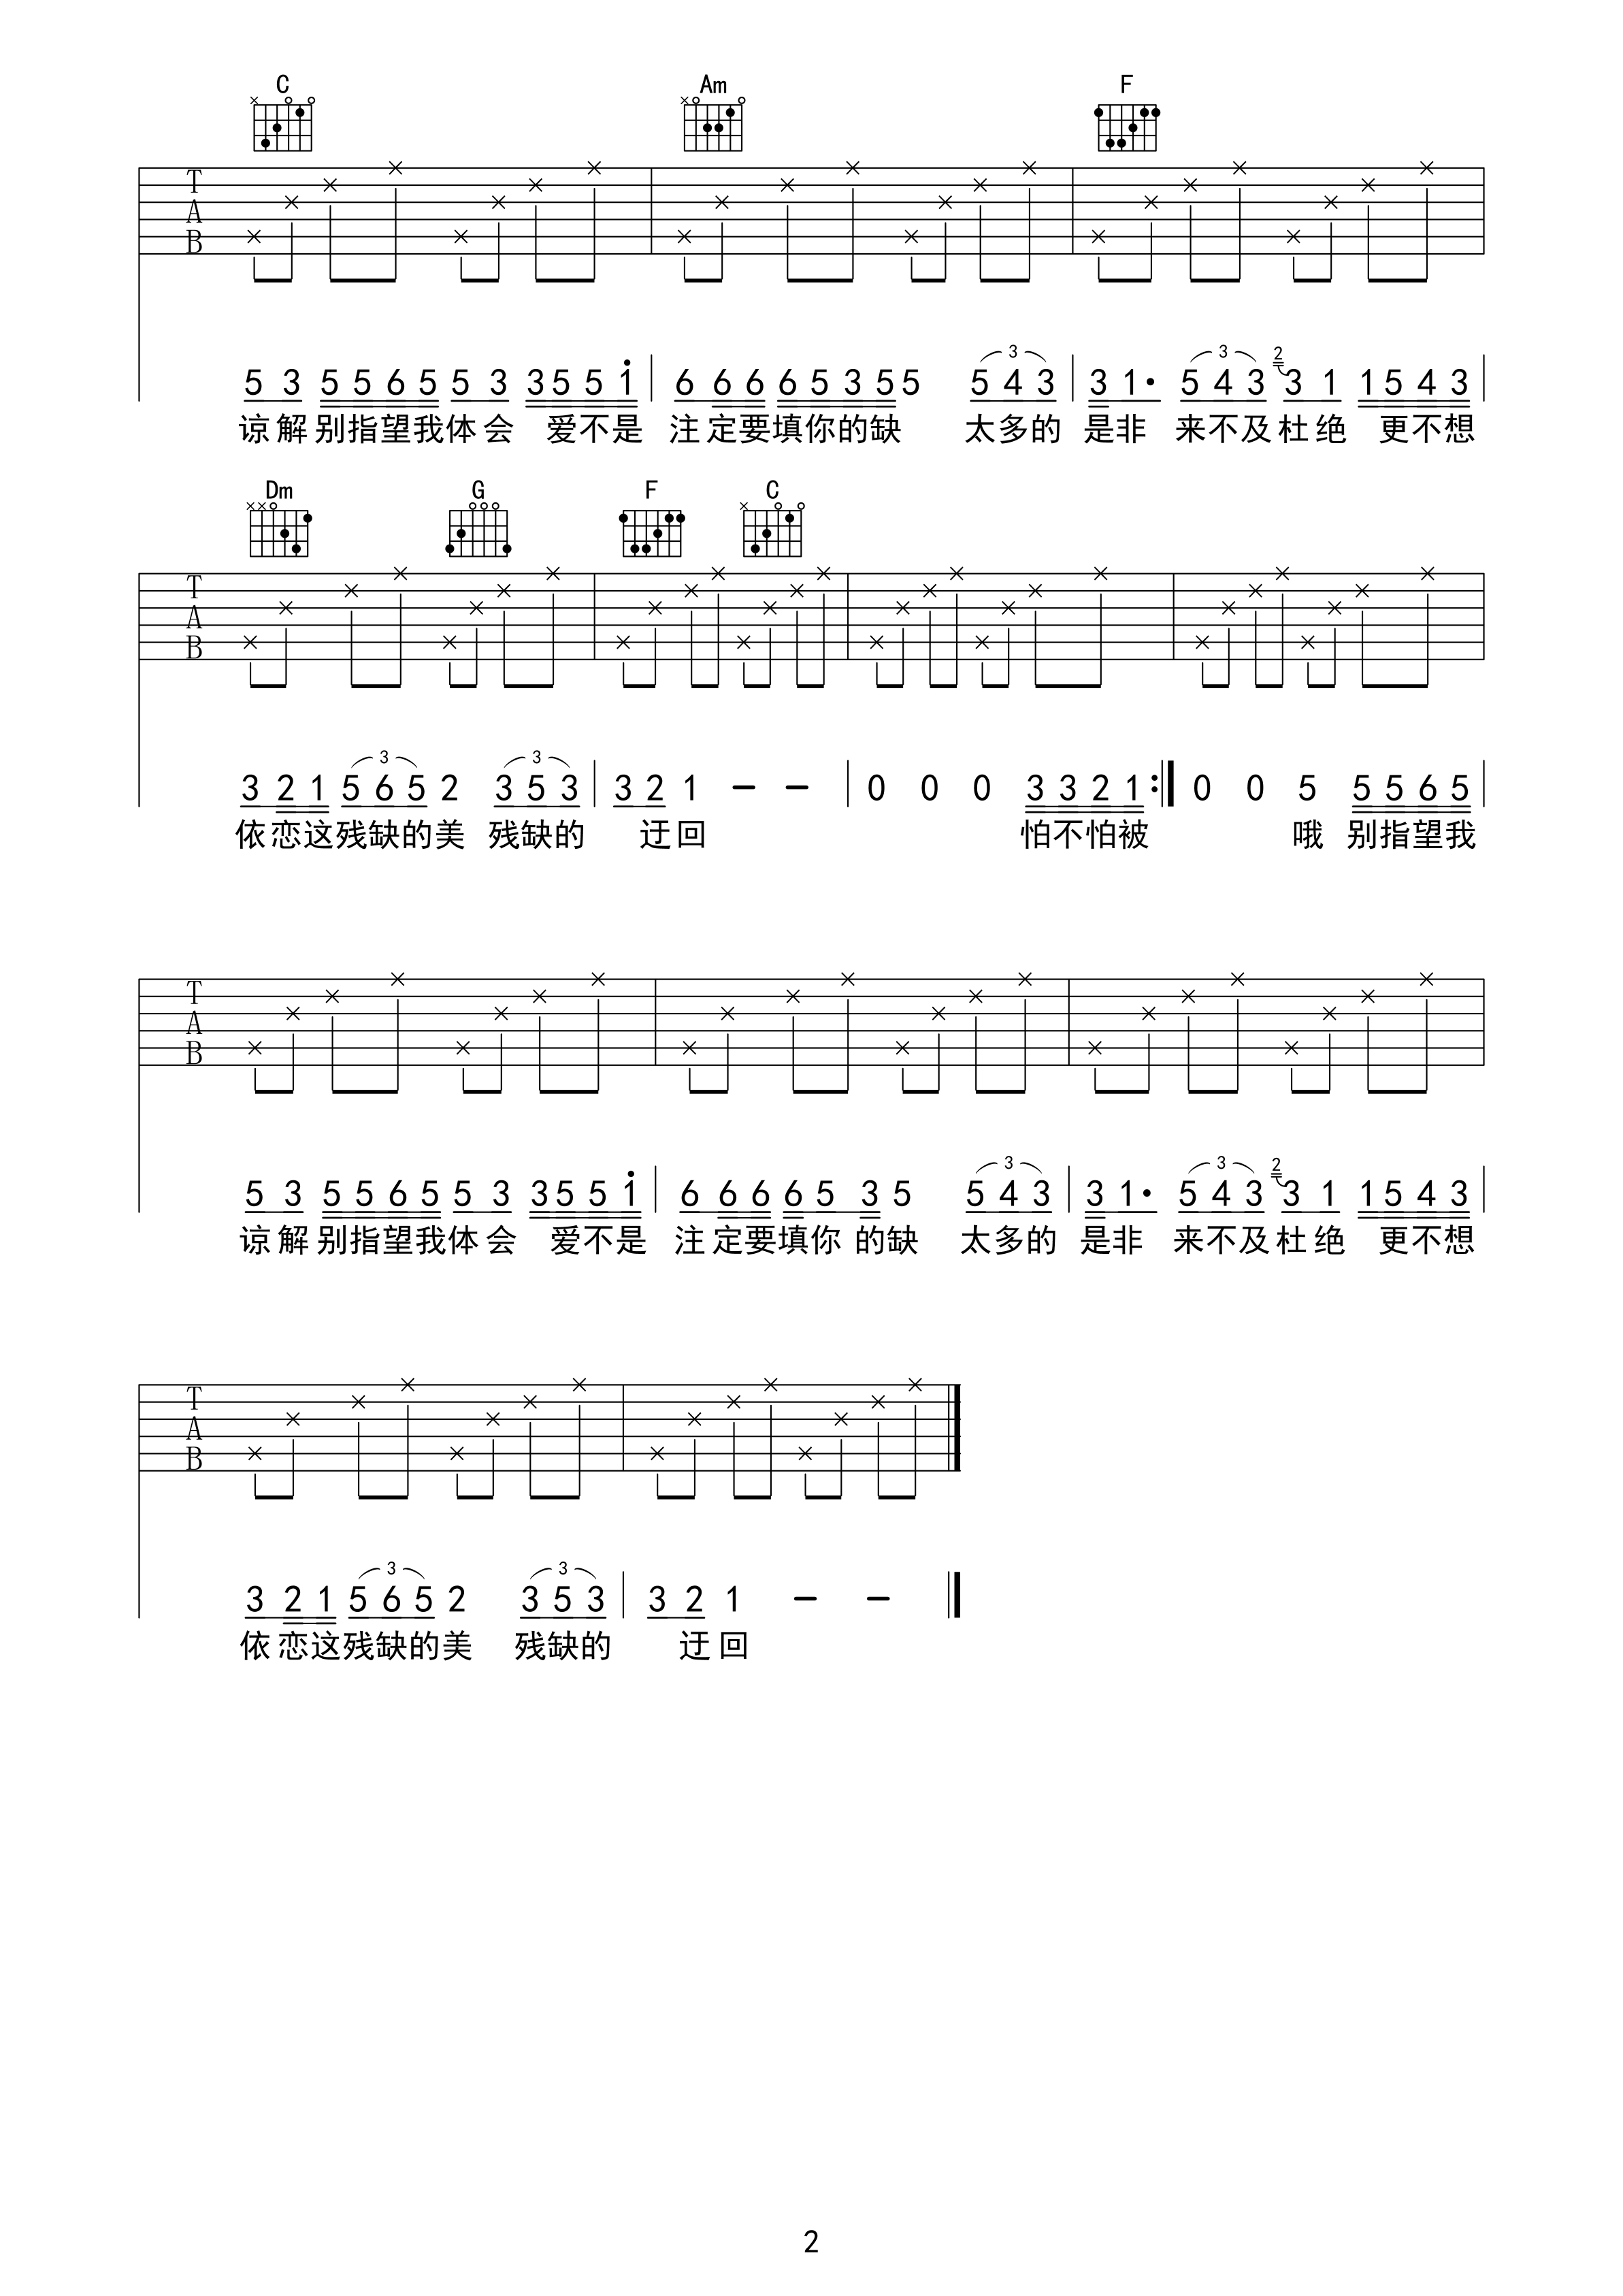 C Am F
T
A
B
3 3 2
5 3 5 5 6 5 5 3 3 5 5 1 6 6 6 6 5 3 5 5 5 4 3 3 1· 5 4 3 3 1 1 5 4 3
谅解别指望我体会 爱不是 注定要填你的缺 太多的 是非 来不及杜绝 更不想
Dm G F C
T
A
B
3 3
3 2 1 5 6 5 2 3 5 3 3 2 1 - - 0 0 0 3 3 2 1 : 0 0 5 5 5 6 5
依恋这残缺的美 残缺的 迂回 怕不怕被 哦 别指望我
T
A
B
3 3 2
5 3 5 5 6 5 5 3 3 5 5 1 6 6 6 6 5 3 5 5 4 3 3 1· 5 4 3 3 1 1 5 4 3
谅解别指望我体会 爱不是 注定要填你的缺 太多的 是非 来不及杜绝 更不想
T
A
B
3 3
3 2 1 5 6 5 2 3 5 3 3 2 1 - -
依恋这残缺的美 残缺的 迂回
2